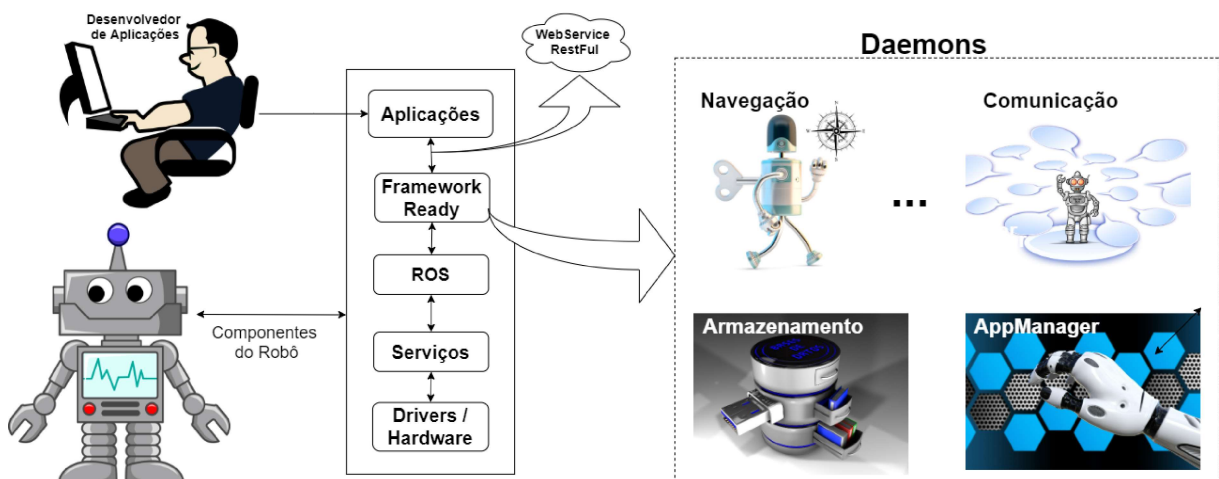 Desenvolvedor
de Aplicações
WebService
RestFul
Daemons
Aplicações
Framework
Ready
ROS
Serviços
Drivers /
Hardware
Componentes
do Robô
Navegação
...
Comunicação
Armazenamento
AppManager